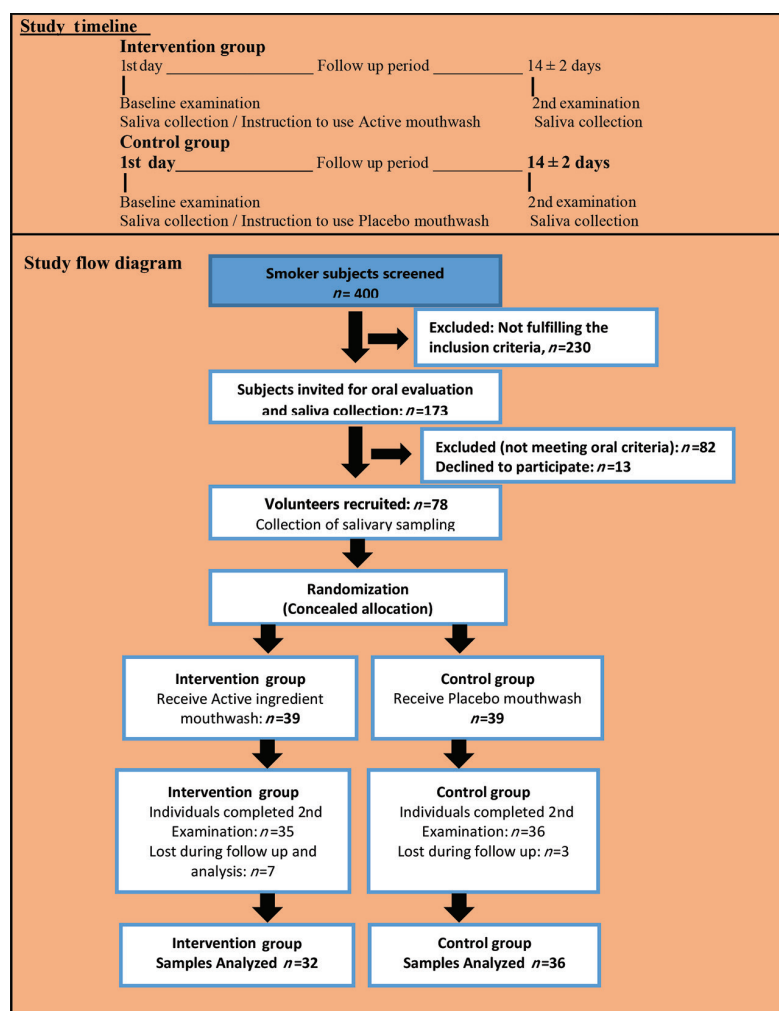 Study timeline
Intervention group
1st day ____________________ Follow up period ____________ 14 ± 2 days
Baseline examination 2nd examination
Saliva collection / Instruction to use Active mouthwash Saliva collection
Control group
1st day____________________ Follow up period ____________ 14 ± 2 days
Baseline examination 2nd examination
Saliva collection / Instruction to use Placebo mouthwash Saliva collection
Study flow diagram
Smoker subjects screened
n= 400
Excluded: Not fulfilling the
inclusion criteria, n=230
Subjects invited for oral evaluation
and saliva collection: n=173
Excluded (not meeting oral criteria): n=82
Declined to participate: n=13
Volunteers recruited: n=78
Collection of salivary sampling
Randomization
(Concealed allocation)
Intervention group
Receive Active ingredient
mouthwash: n=39
Control group
Receive Placebo mouthwash
n=39
Intervention group
Individuals completed 2nd
Examination: n=35
Lost during follow up and
analysis: n=7
Control group
Individuals completed 2nd
Examination: n=36
Lost during follow up: n=3
Intervention group
Samples Analyzed n=32
Control group
Samples Analyzed n=36